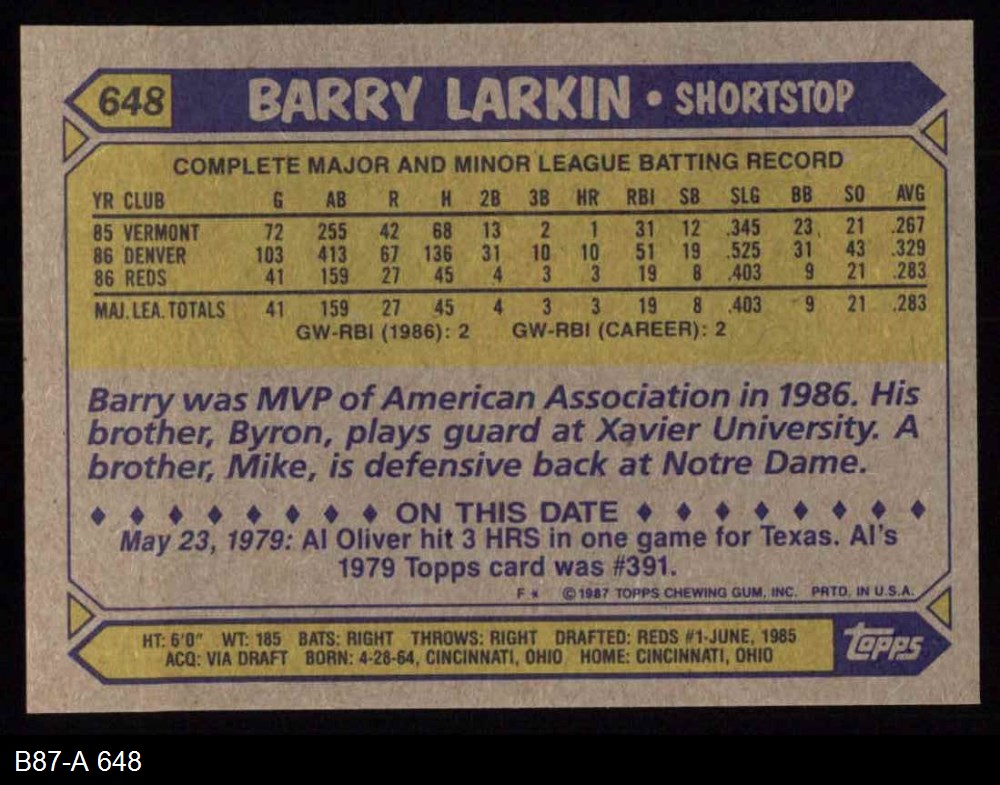 648 BARRY LARKIN • SHORTSTOP
COMPLETE MAJOR AND MINOR LEAGUE BATTING RECORD
YR CLUB G AB R H 2B 3B HR RBI SB SLG BB SO AVG
85 VERMONT 72 255 42 68 13 2 1 31 12 .345 23 21 .267
86 DENVER 103 413 67 136 31 10 10 51 19 .525 31 43 .329
86 REDS 41 159 27 45 4 3 3 19 8 .403 9 21 .283
MAJ. LEA. TOTALS 41 159 27 45 4 3 3 19 8 .403 9 21 .283
GW-RBI (1986): 2 GW-RBI (CAREER): 2
Barry was MVP of American Association in 1986. His
brother, Byron, plays guard at Xavier University. A
brother, Mike, is defensive back at Notre Dame.
♦ ♦ ♦ ♦ ♦ ♦ ♦ ♦ ON THIS DATE ♦ ♦ ♦ ♦ ♦ ♦ ♦ ♦
May 23, 1979: Al Oliver hit 3 HRS in one game for Texas. Al's
1979 Topps card was #391.
F * ©1987 TOPPS CHEWING GUM, INC. PRTD. IN U.S.A.
HT: 6'0" WT: 185 BATS: RIGHT THROWS: RIGHT DRAFTED: REDS #1-JUNE, 1985
ACQ: VIA DRAFT BORN: 4-28-64, CINCINNATI, OHIO HOME: CINCINNATI, OHIO
topps
B87-A 648